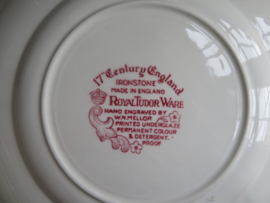 17th Century England
IRONSTONE
MADE IN ENGLAND
ROYAL TUDOR WARE
HAND ENGRAVED BY
W.R. MELLOR
PRINTED UNDERGLAZE
PERMANENT COLOUR
& DETERGENT-
PROOF